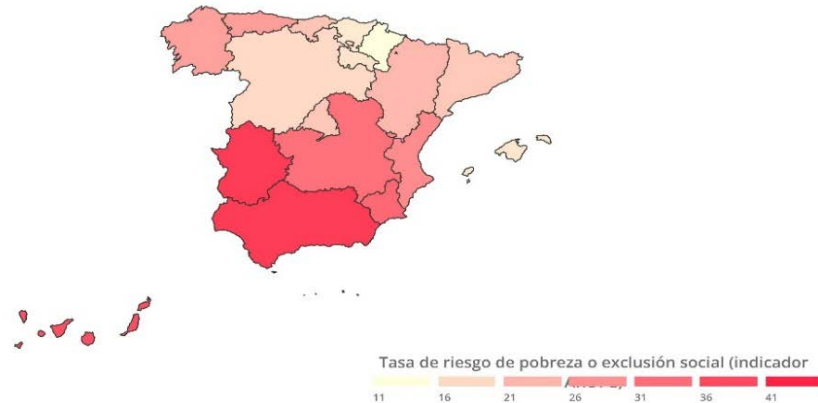 Tasa de riesgo de pobreza o exclusión social (indicador
11 16 21 26 31 36 41